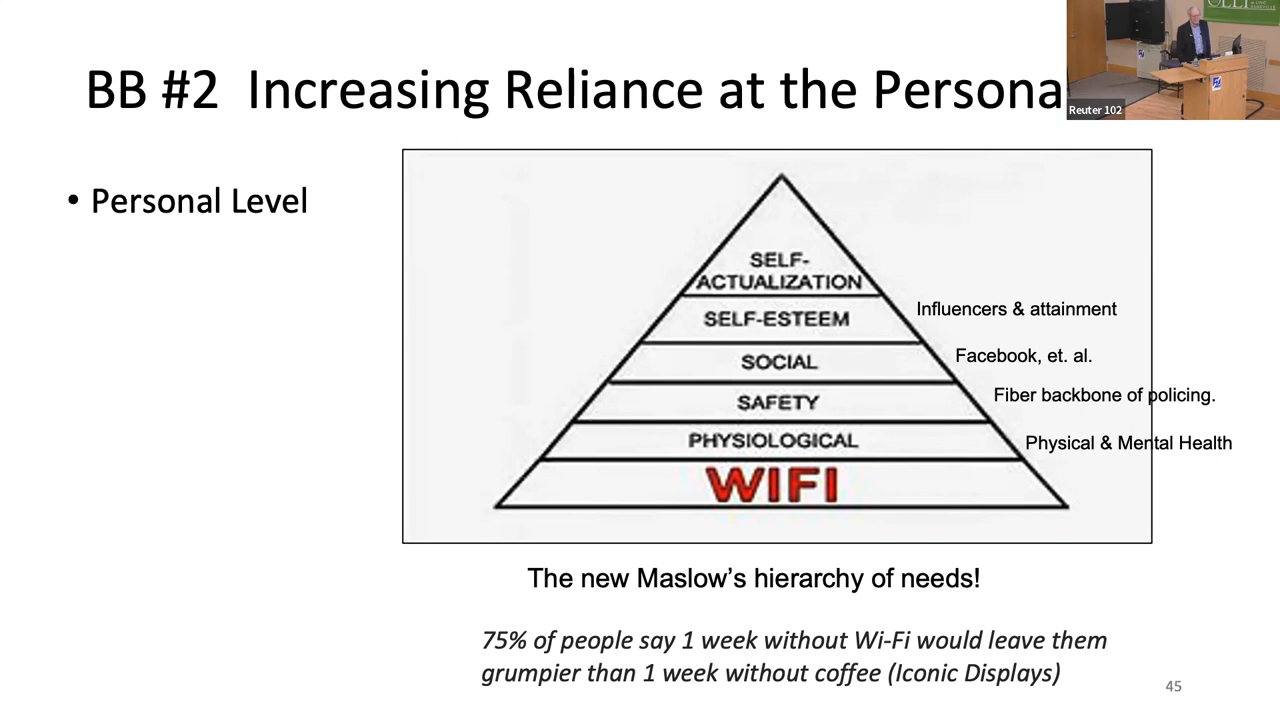 BB #2 Increasing Reliance at the Persona
Reuter 102
• Personal Level
SELF-
ACTUALIZATION
SELF-ESTEEM
SOCIAL
SAFETY
PHYSIOLOGICAL
WIFI
Influencers & attainment
Facebook, et. al.
Fiber backbone of policing.
Physical & Mental Health
The new Maslow’s hierarchy of needs!
75% of people say 1 week without Wi-Fi would leave them
grumpier than 1 week without coffee (Iconic Displays)
45